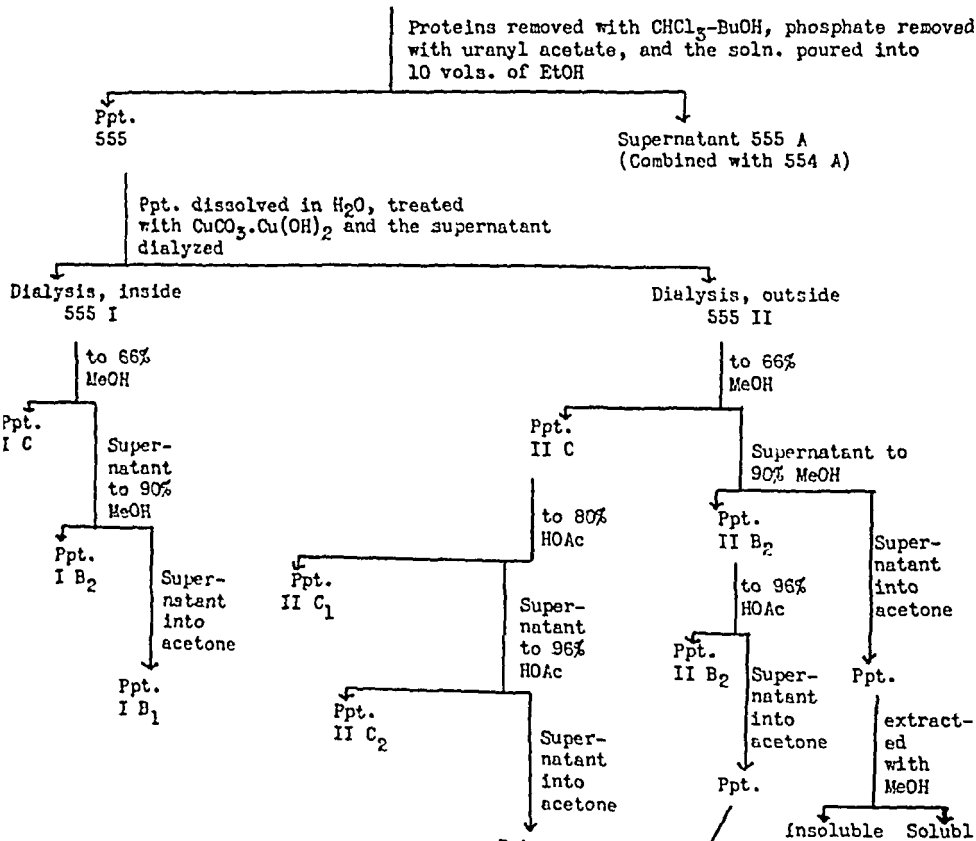 Proteins removed with CHCl3-BuOH, phosphate removed
with uranyl acetate, and the soln. poured into
10 vols. of EtOH
Ppt.
555
Supernatant 555 A
(Combined with 554 A)
Ppt. dissolved in H2O, treated
with CuCO3.Cu(OH)2 and the supernatant
dialyzed
Dialysis, inside
555 I
Dialysis, outside
555 II
to 66%
MeOH
to 66%
MeOH
Ppt.
I C
Super-
natant
to 90%
MeOH
Ppt.
II C
Supernatant to
90% MeOH
Ppt.
I B2
Super-
natant
into
acetone
Ppt.
I B1
to 80%
HOAc
Ppt.
II C1
Super-
natant
to 96%
HOAc
Ppt.
II C2
Super-
natant
into
acetone
Ppt.
II B2
to 96%
HOAc
Ppt.
II B2
Super-
natant
into
acetone
Ppt.
Super-
natant
into
acetone
Ppt.
extract-
ed
with
MeOH
Insoluble Solubl